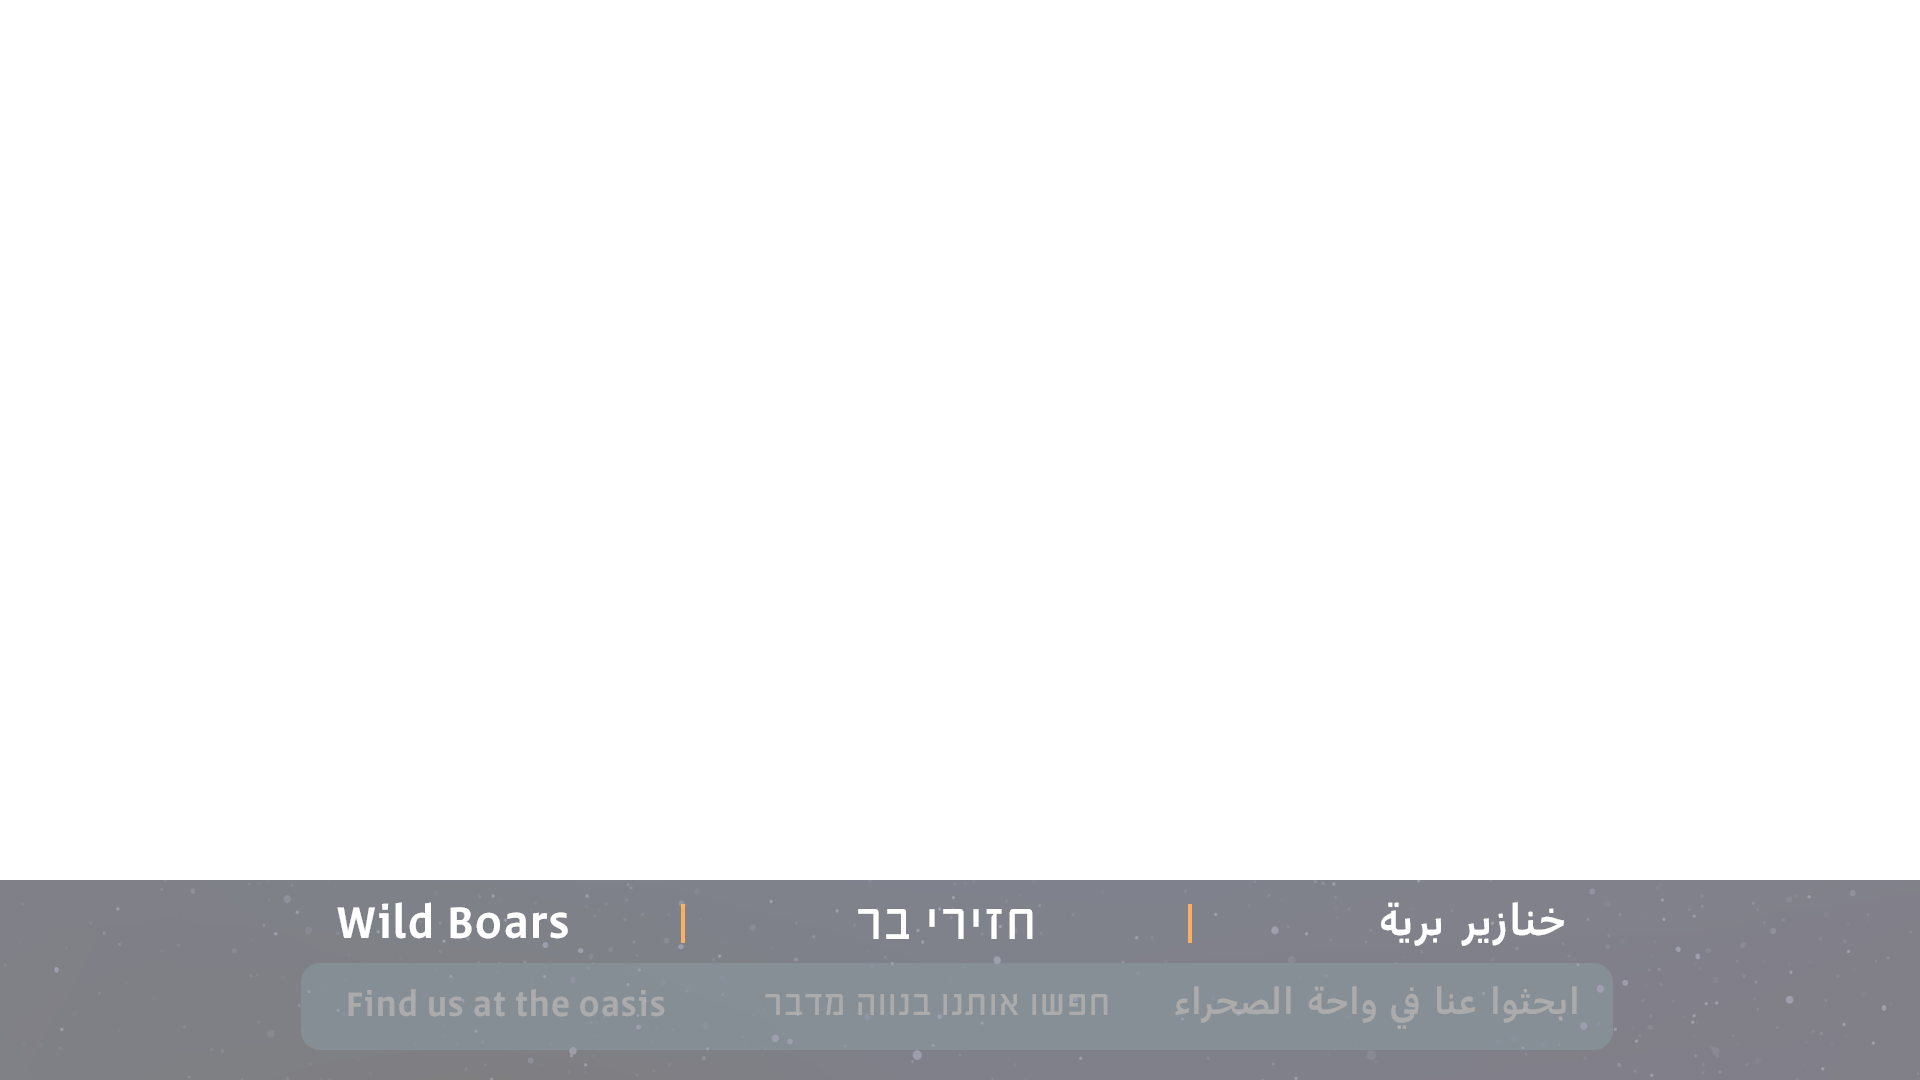 Wild Boars | חזירי בר | خنازير برية
Find us at the oasis חפשו אותנו בנווה מדבר ابحثوا عنا في واحة الصحراء